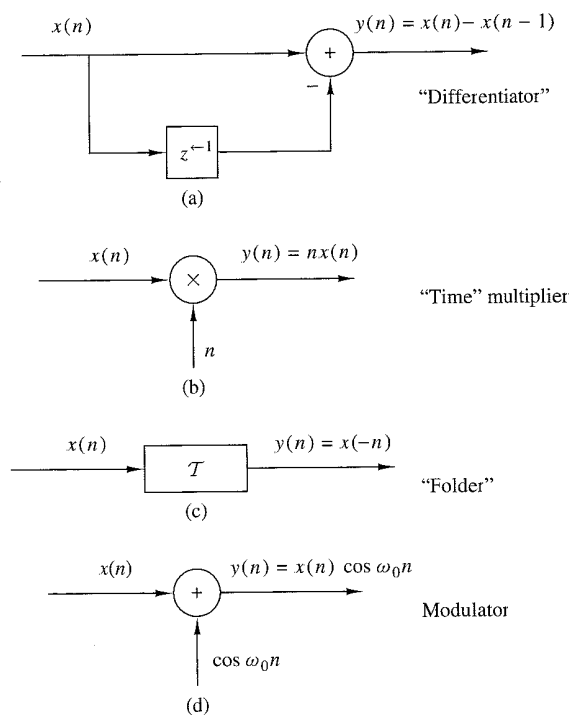 x(n) y(n) = x(n) − x(n − 1)
+
−
"Differentiator"
z←1
(a)
x(n) y(n) = nx(n)
×
"Time" multiplier
n
(b)
x(n) y(n) = x(−n)
T
"Folder"
(c)
x(n) y(n) = x(n) cos ω₀n
+
Modulator
cos ω₀n
(d)